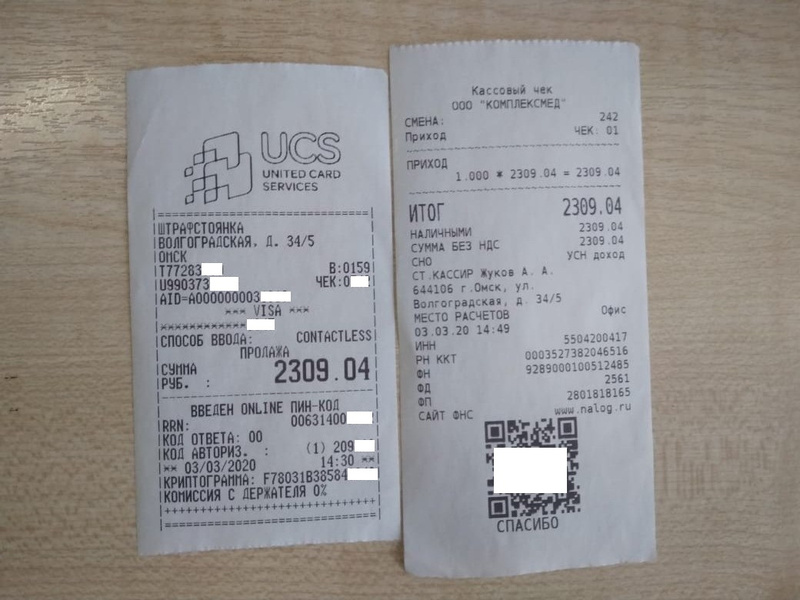 UCS
UNITED CARD
SERVICES
ШТРАФСТОЯНКА
ВОЛГОГРАДСКАЯ, Д. 34/5
ОМСК
T77283 B:0159
U990373 ЧЕК:0
AID=A000000003
*** VISA ***
************
СПОСОБ ВВОДА: CONTACTLESS
ПРОДАЖА
СУММА
РУБ. : 2309.04
ВВЕДЕН ONLINE ПИН-КОД
RRN: 00631400
КОД ОТВЕТА: 00
КОД АВТОРИЗ. : (1) 209
** 03/03/2020 14:30 **
КРИПТОГРАММА: F78031B38584
КОМИССИЯ С ДЕРЖАТЕЛЯ 0%
Кассовый чек
ООО "КОМПЛЕКСМЕД"
СМЕНА: 242
Приход ЧЕК: 01
ПРИХОД
1.000 * 2309.04 = 2309.04
ИТОГ 2309.04
НАЛИЧНЫМИ 2309.04
СУММА БЕЗ НДС 2309.04
СНО УСН доход
СТ.КАССИР Жуков А. А.
644106 г.Омск, ул.
Волгоградская, д. 34/5
МЕСТО РАСЧЕТОВ Офис
03.03.20 14:49
ИНН 5504200417
РН ККТ 0003527382046516
ФН 9289000100512485
ФД 2561
ФП 2801818165
САЙТ ФНС www.nalog.ru
СПАСИБО